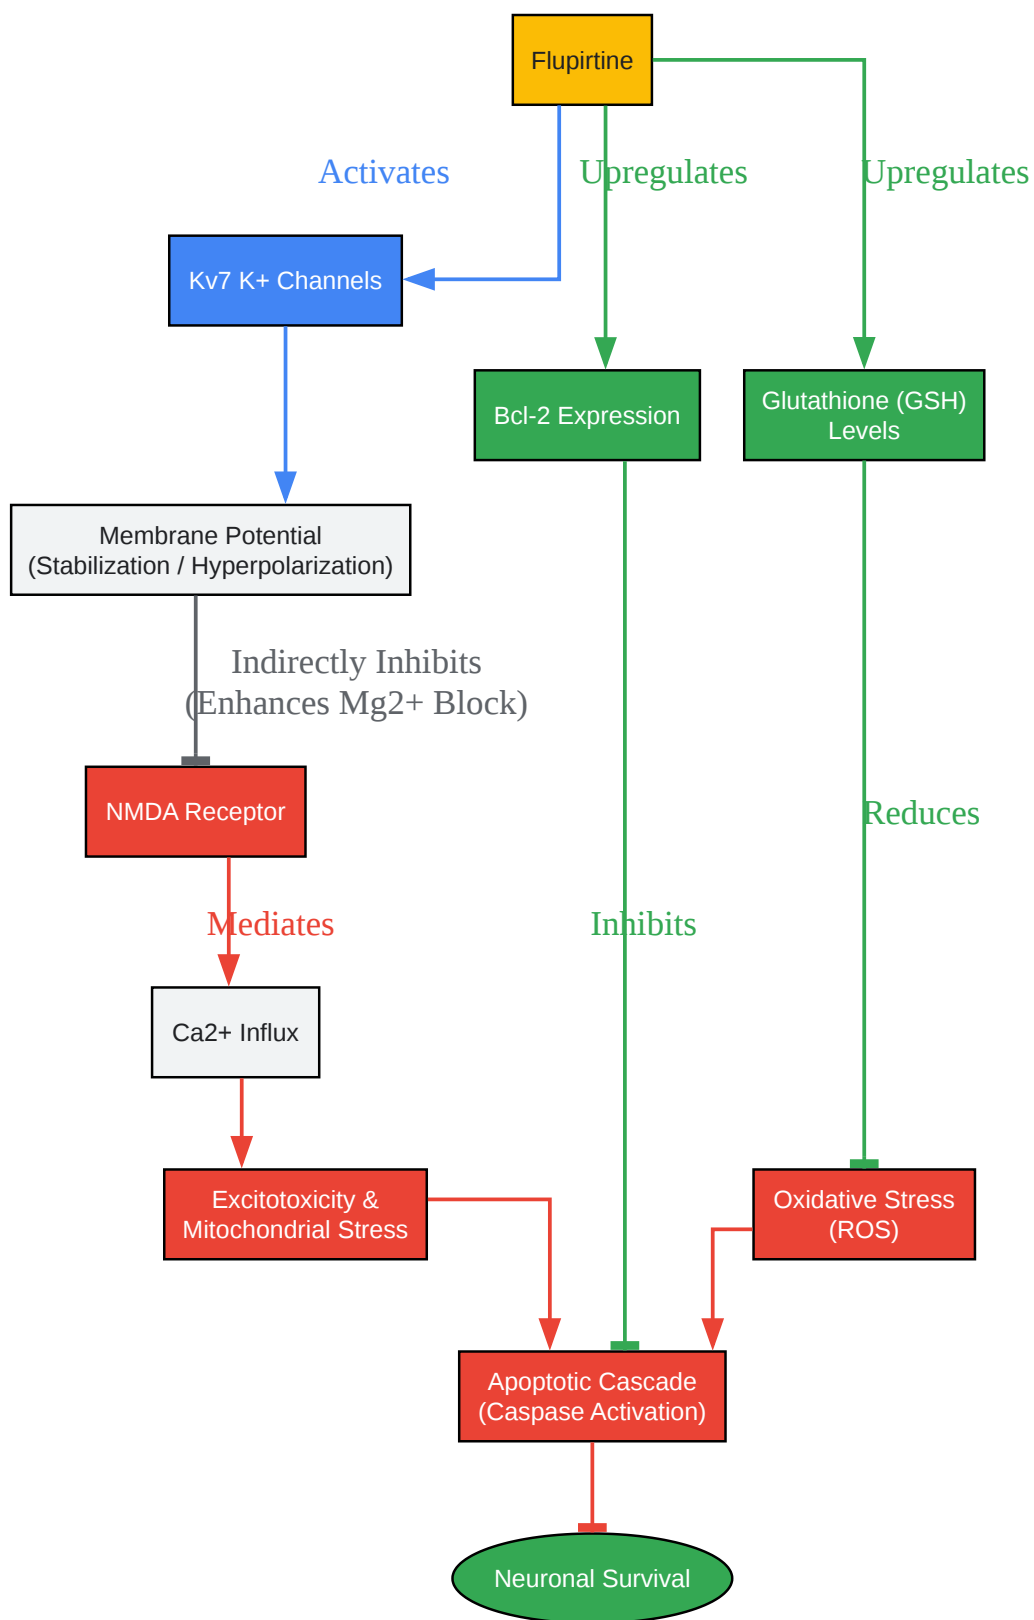 Flupirtine
Activates
Upregulates
Upregulates
Kv7 K+ Channels
Bcl-2 Expression
Glutathione (GSH)
Levels
Membrane Potential
(Stabilization / Hyperpolarization)
Indirectly Inhibits
(Enhances Mg2+ Block)
NMDA Receptor
Reduces
Mediates
Inhibits
Ca2+ Influx
Excitotoxicity &
Mitochondrial Stress
Oxidative Stress
(ROS)
Apoptotic Cascade
(Caspase Activation)
Neuronal Survival